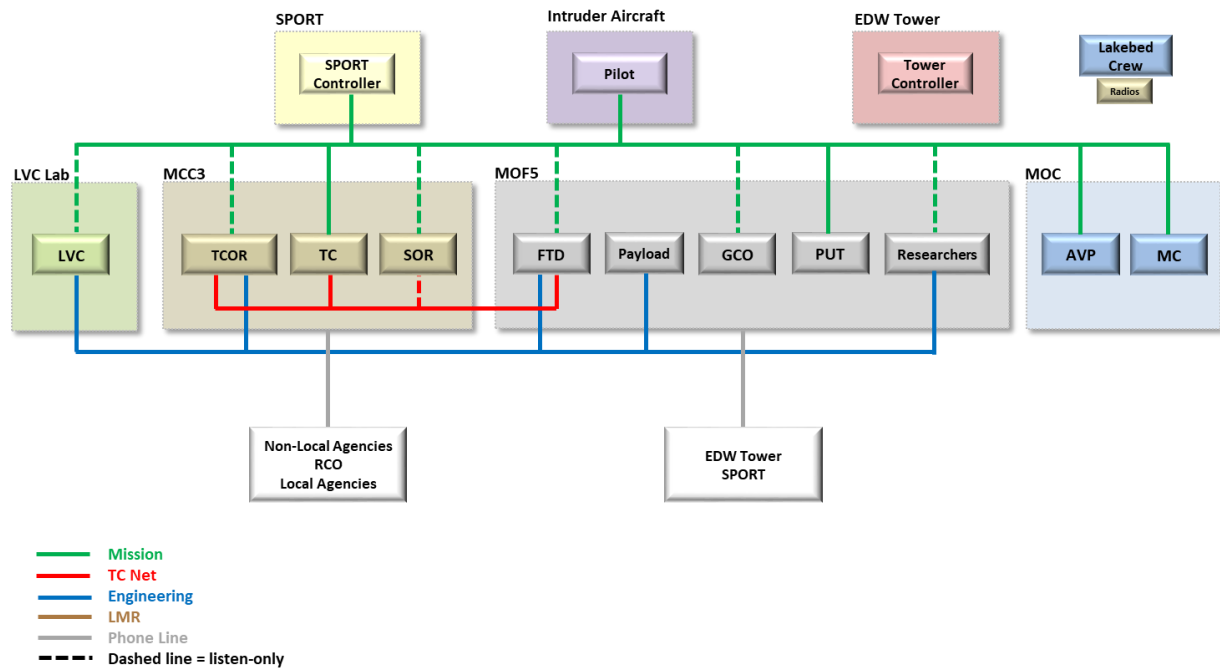 SPORT
Intruder Aircraft
EDW Tower
SPORT
Controller
Pilot
Tower
Controller
Lakebed
Crew
Radios
LVC Lab
MCC3
MOF5
MOC
LVC
TCOR
TC
SOR
FTD
Payload
GCO
PUT
Researchers
AVP
MC
Non-Local Agencies
RCO
Local Agencies
EDW Tower
SPORT
Mission
TC Net
Engineering
LMR
Phone Line
Dashed line = listen-only